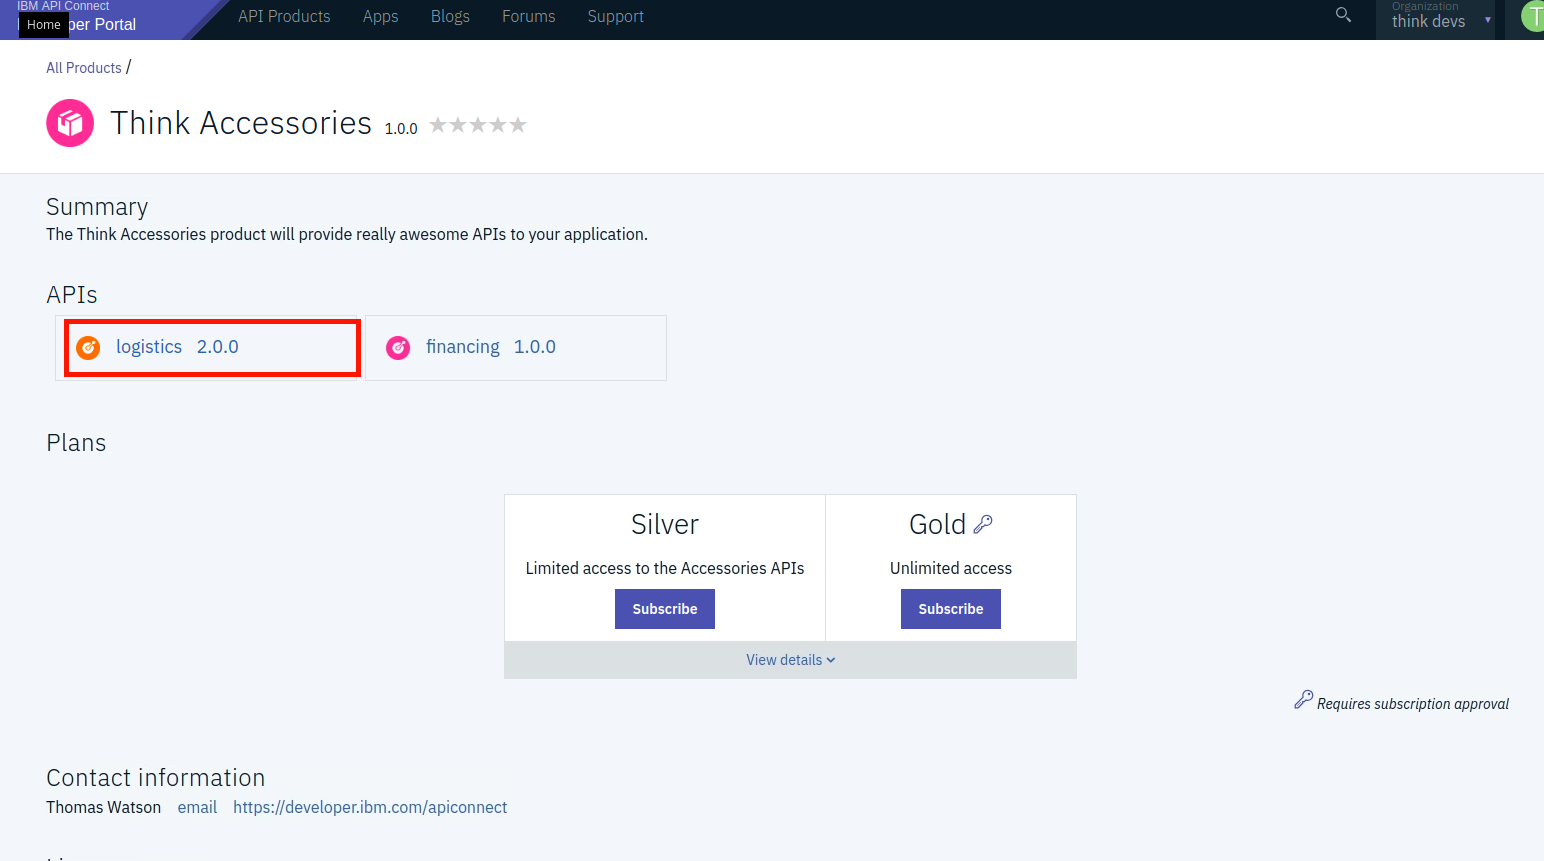 IBM API Connect
Home
per Portal
API Products
Apps
Blogs
Forums
Support
Organization
think devs
T
All Products /
Think Accessories 1.0.0
Summary
The Think Accessories product will provide really awesome APIs to your application.
APIs
logistics 2.0.0
financing 1.0.0
Plans
Silver
Gold
Limited access to the Accessories APIs
Unlimited access
Subscribe
Subscribe
View details
Requires subscription approval
Contact information
Thomas Watson email https://developer.ibm.com/apiconnect